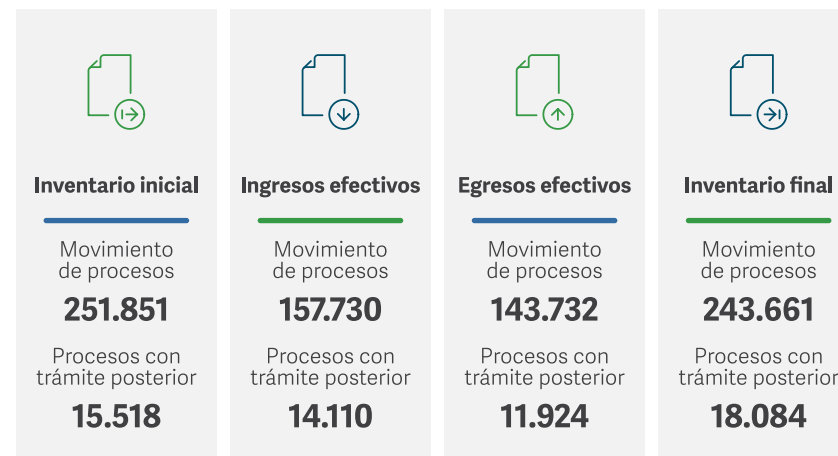 Inventario inicial
Movimiento
de procesos
251.851
Procesos con
trámite posterior
15.518
Ingresos efectivos
Movimiento
de procesos
157.730
Procesos con
trámite posterior
14.110
Egresos efectivos
Movimiento
de procesos
143.732
Procesos con
trámite posterior
11.924
Inventario final
Movimiento
de procesos
243.661
Procesos con
trámite posterior
18.084